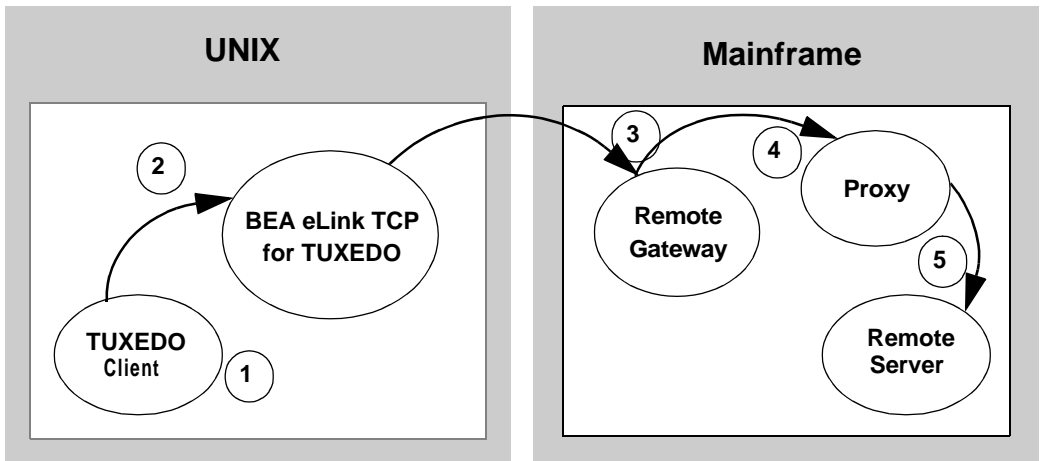 UNIX
2
BEA eLink TCP
for TUXEDO
TUXEDO
Client
1
Mainframe
3
4
Proxy
Remote
Gateway
5
Remote
Server